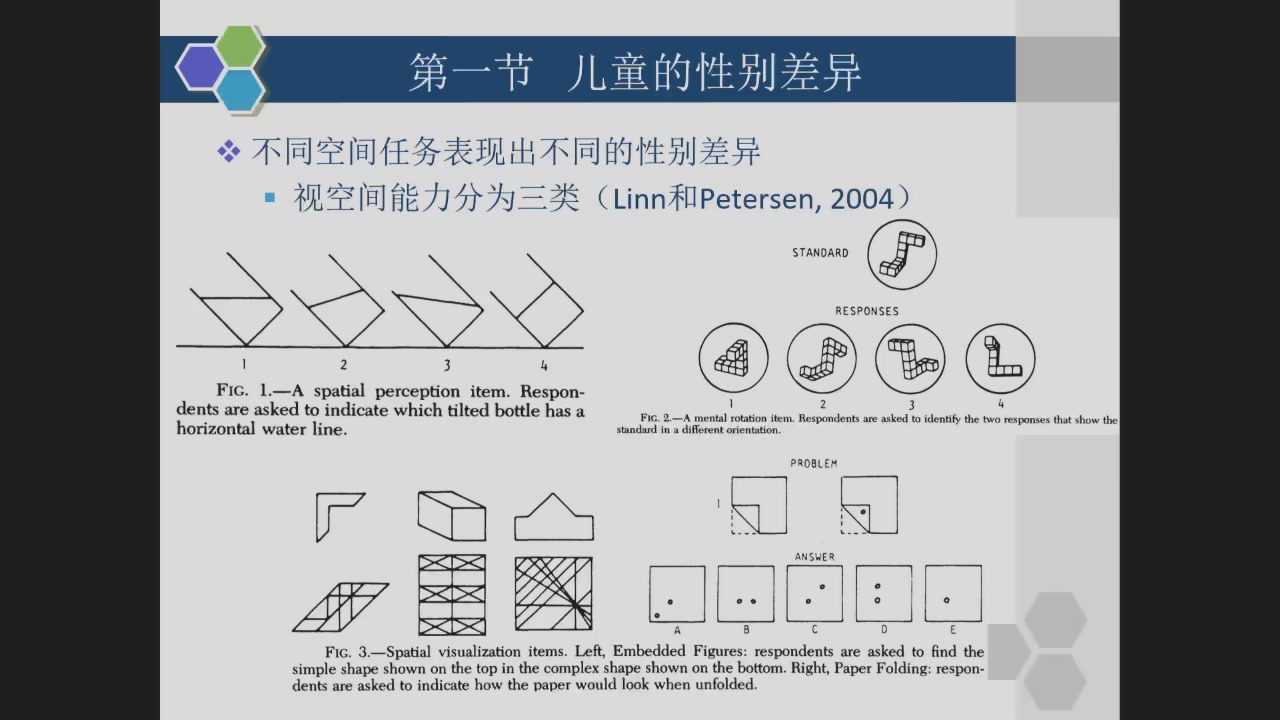 第一节 儿童的性别差异
不同空间任务表现出不同的性别差异
视空间能力分为三类（Linn和Petersen, 2004）
1 2 3 4
FIG. 1.—A spatial perception item. Respon-
dents are asked to indicate which tilted bottle has a
horizontal water line.
STANDARD
RESPONSES
1 2 3 4
FIG. 2.—A mental rotation item. Respondents are asked to identify the two responses that show the
standard in a different orientation.
PROBLEM
1
ANSWER
A B C D E
FIG. 3.—Spatial visualization items. Left, Embedded Figures: respondents are asked to find the
simple shape shown on the top in the complex shape shown on the bottom. Right, Paper Folding: respon-
dents are asked to indicate how the paper would look when unfolded.